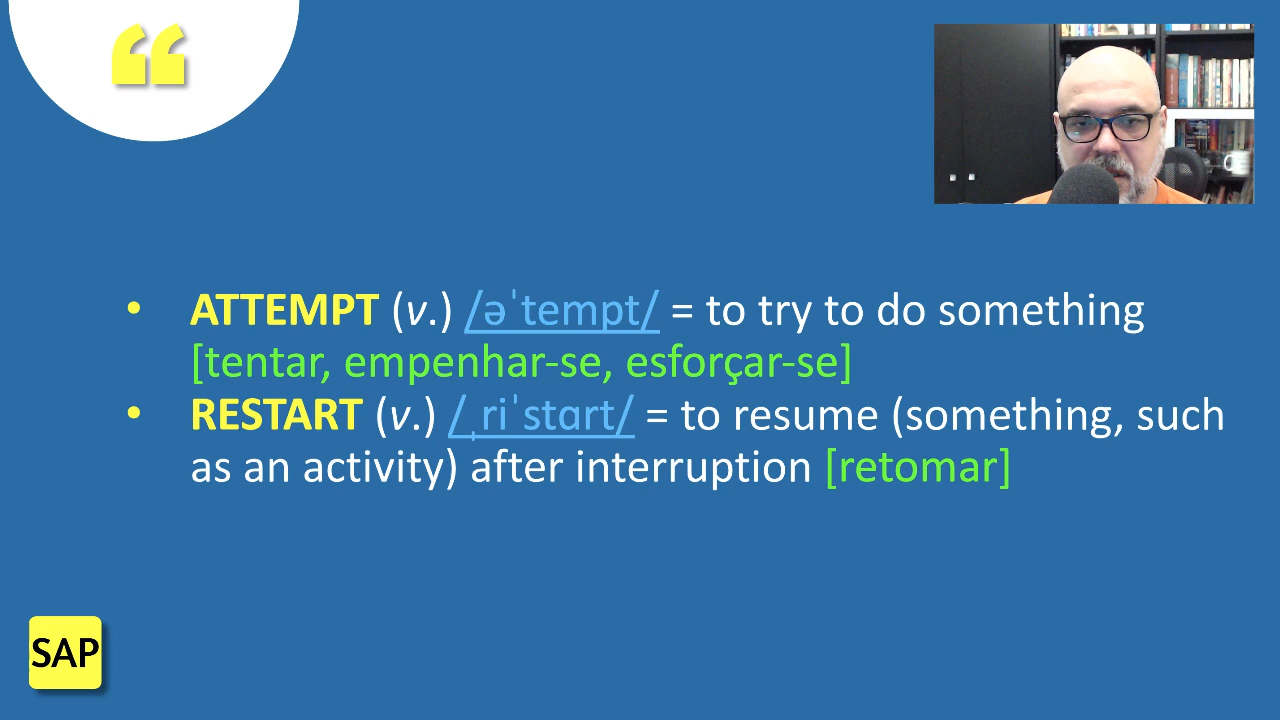 “
• ATTEMPT (v.) /əˈtempt/ = to try to do something
[tentar, empenhar-se, esforçar-se]
• RESTART (v.) /ˌriˈstɑrt/ = to resume (something, such
as an activity) after interruption [retomar]
SAP